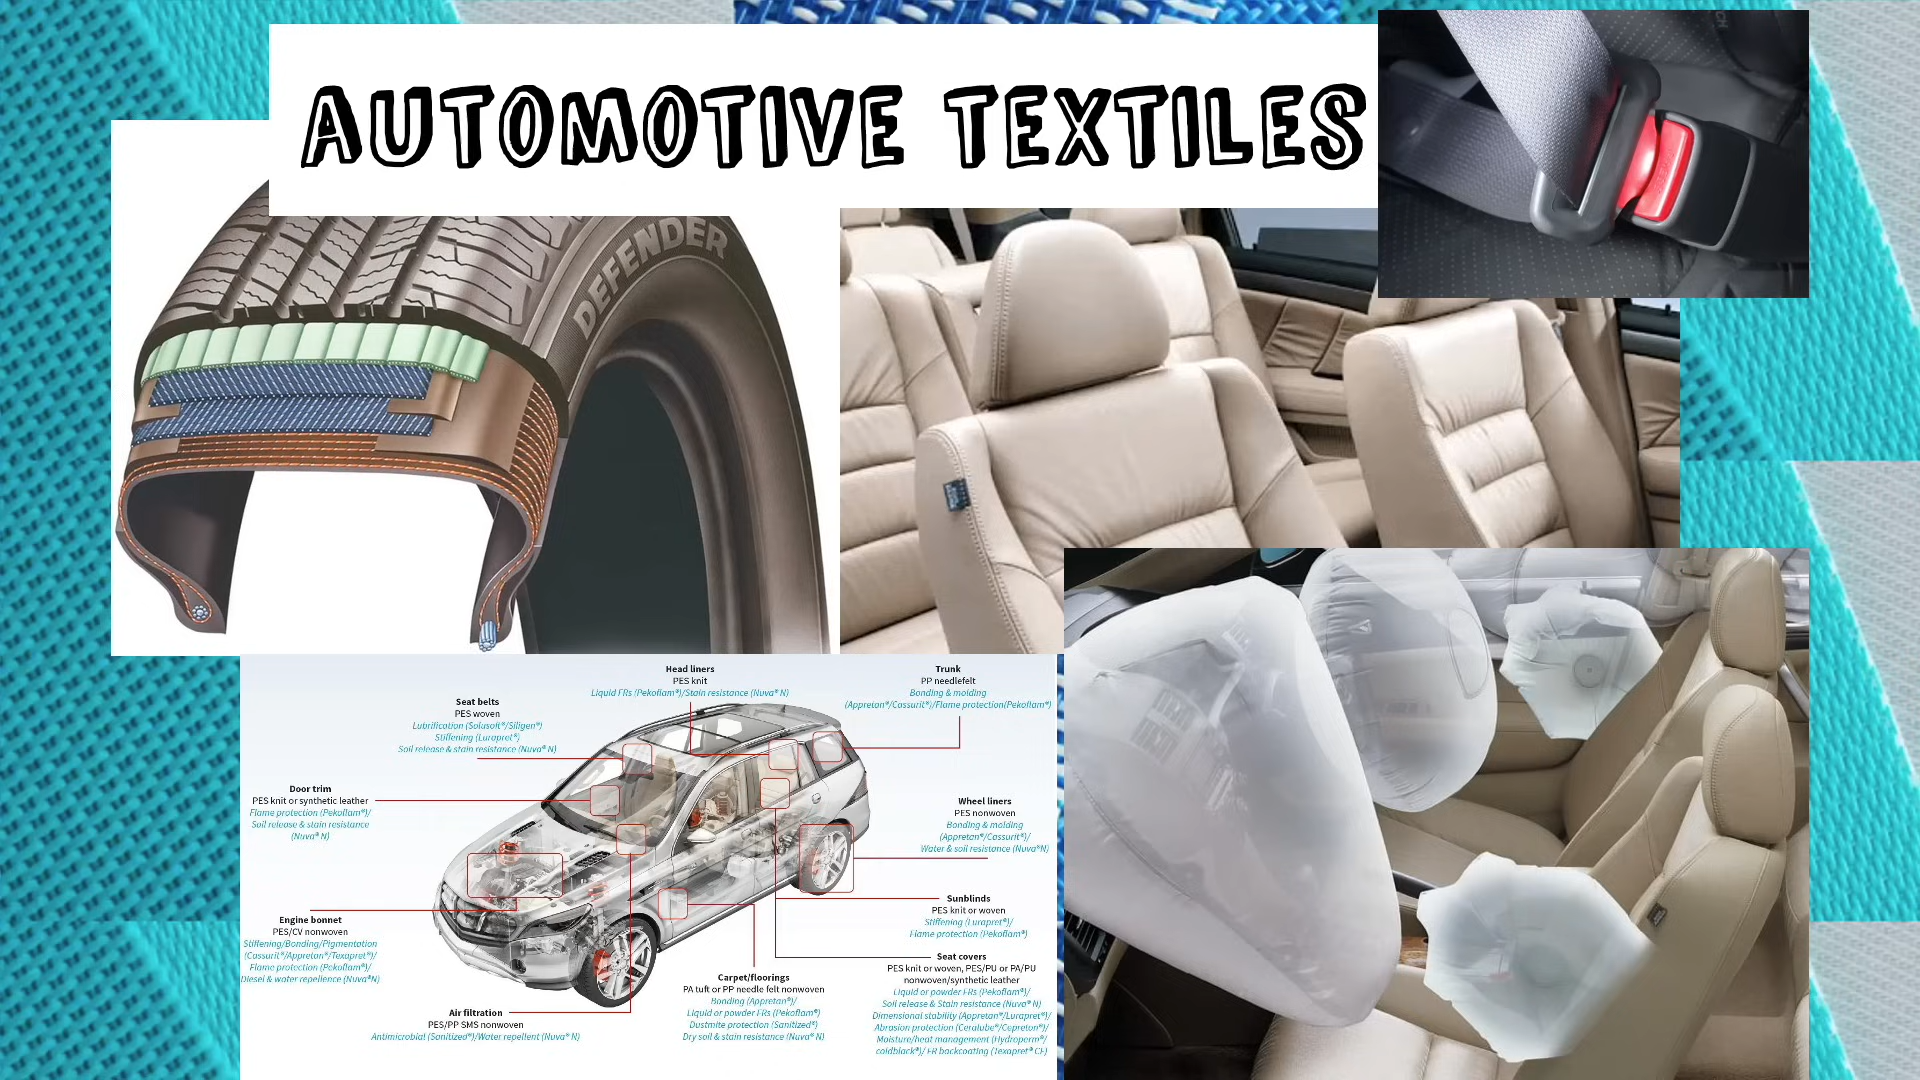 AUTOMOTIVE TEXTILES
DEFENDER
Head liners
PES knit
Liquid FRs (Pekoflam®)/Stain resistance (Nuva® N)
Trunk
PP needlefelt
Bonding & molding
(Appretan®/Cassurit®)/Flame protection(Pekoflam®)
Seat belts
PES woven
Lubrification (Solusoft®/Siligen®)
Stiffening (Lurapret®)
Soil release & stain resistance (Nuva® N)
Door trim
PES knit or synthetic leather
Flame protection (Pekoflam®)/
Soil release & stain resistance
(Nuva® N)
Wheel liners
PES nonwoven
Bonding & molding
(Appretan®/Cassurit®)/
Water & soil resistance (Nuva®N)
Sunblinds
PES knit or woven
Stiffening (Lurapret®)/
Flame protection (Pekoflam®)
Engine bonnet
PES/CV nonwoven
Stiffening/Bonding/Pigmentation
(Cassurit®/Appretan®/Texapret®)/
Flame protection (Pekoflam®)/
Diesel & water repellence (Nuva®N)
Seat covers
PES knit or woven, PES/PU or PA/PU
nonwoven/synthetic leather
Liquid or powder FRs (Pekoflam®)/
Soil release & Stain resistance (Nuva® N)
Dimensional stability (Appretan®/Lurapret®)/
Abrasion protection (Ceralube®/Cepreton®)/
Moisture/heat management (Hydroperm®/
coldblack®)/ FR backcoating (Texapret® CF)
Carpet/floorings
PA tuft or PP needle felt nonwoven
Bonding (Appretan®)/
Liquid or powder FRs (Pekoflam®)
Dustmite protection (Sanitized®)
Dry soil & stain resistance (Nuva® N)
Air filtration
PES/PP SMS nonwoven
Antimicrobial (Sanitized®)/Water repellent (Nuva® N)